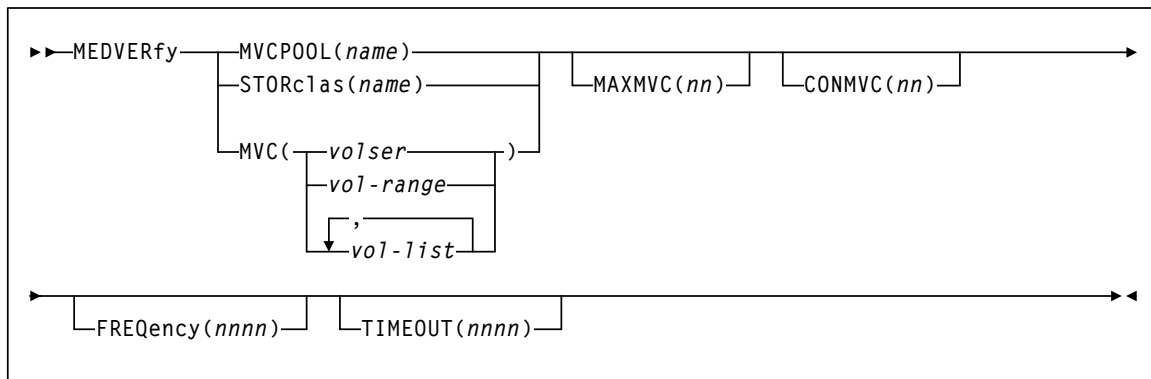 MEDVERfy MVCPOOL(name)
STORclas(name) MAXMVC(nn) CONMVC(nn)
MVC( volser )
vol-range
,
vol-list
FREQency(nnnn) TIMEOUT(nnnn)